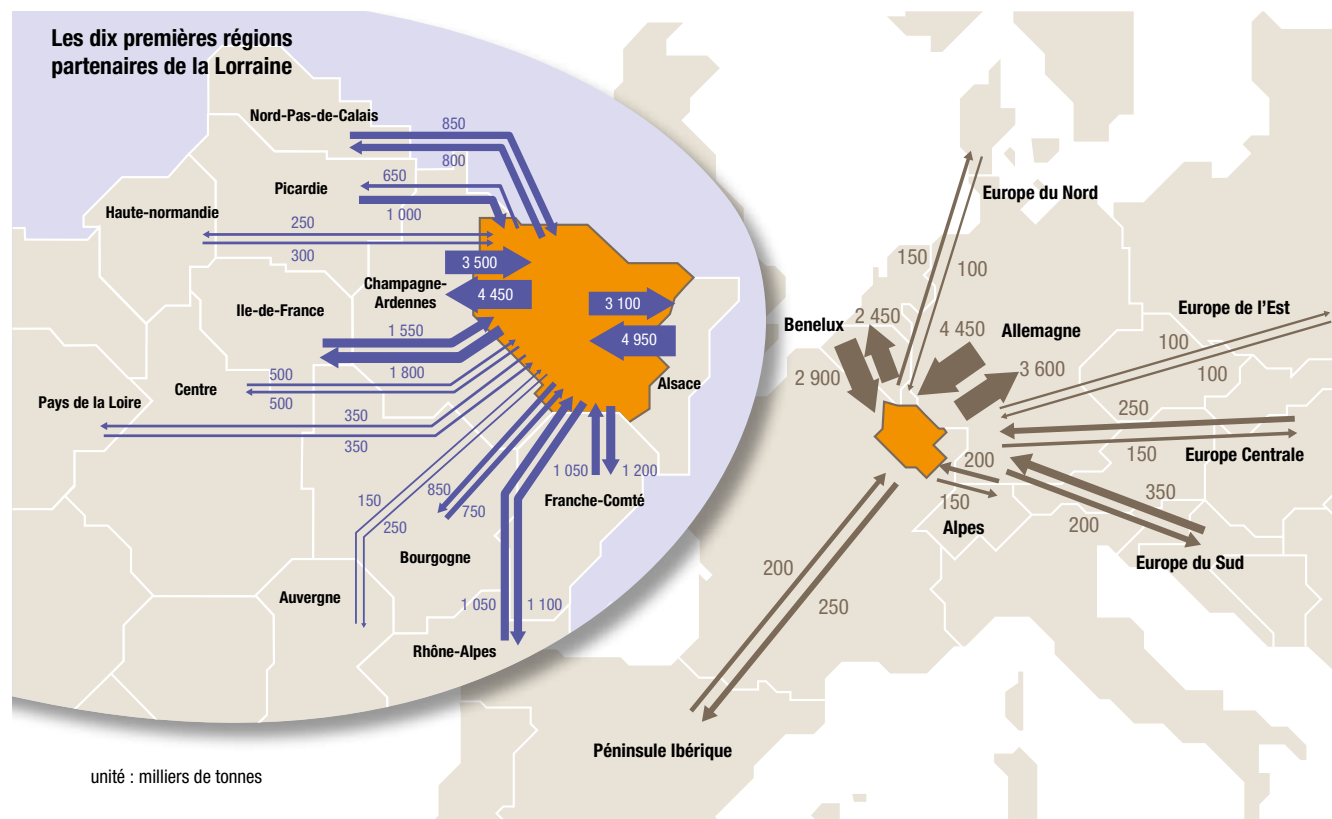 Les dix premières régions
partenaires de la Lorraine
Nord-Pas-de-Calais
850
800
650
Picardie
1 000
Haute-normandie
250
300
3 500
Champagne-
Ardennes
4 450
3 100
4 950
Alsace
Ile-de-France
1 550
1 800
Centre
500
500
Pays de la Loire
350
350
150
250
850
750
1 050
1 200
Franche-Comté
Bourgogne
Auvergne
1 050
1 100
Rhône-Alpes
unité : milliers de tonnes
Europe du Nord
150
100
Benelux
2 450
2 900
4 450
Allemagne
3 600
Europe de l'Est
100
100
250
150
Europe Centrale
200
150
Alpes
350
200
Europe du Sud
200
250
Péninsule Ibérique